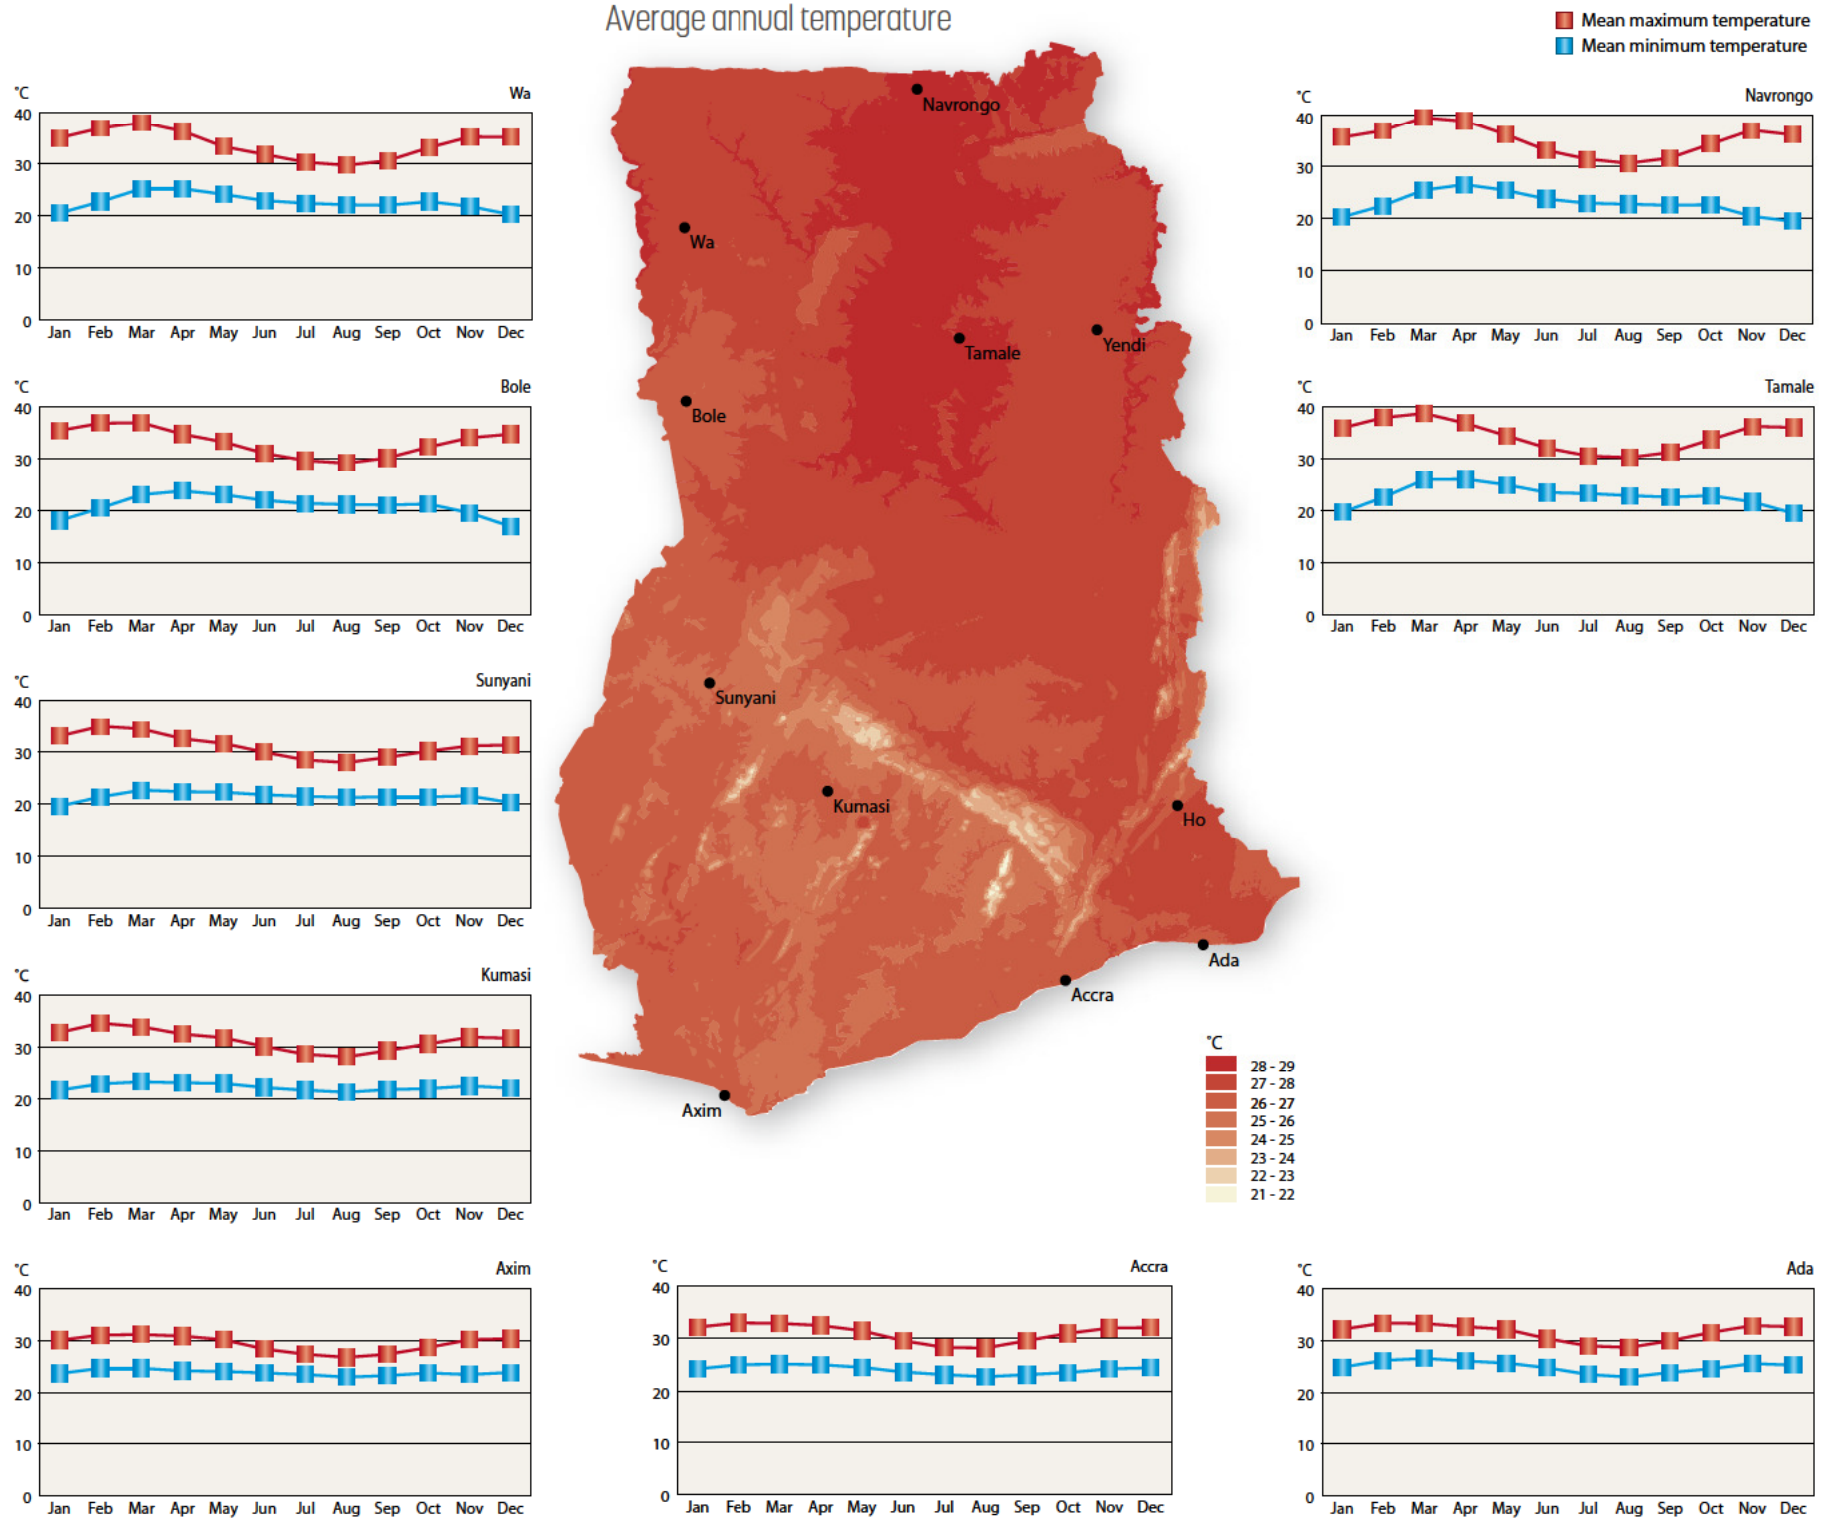 Average annual temperature
Mean maximum temperature
Mean minimum temperature
°C
Wa
40
30
20
10
0
Jan Feb Mar Apr May Jun Jul Aug Sep Oct Nov Dec
°C
Bole
40
30
20
10
0
Jan Feb Mar Apr May Jun Jul Aug Sep Oct Nov Dec
°C
Sunyani
40
30
20
10
0
Jan Feb Mar Apr May Jun Jul Aug Sep Oct Nov Dec
°C
Kumasi
40
30
20
10
0
Jan Feb Mar Apr May Jun Jul Aug Sep Oct Nov Dec
°C
Axim
40
30
20
10
0
Jan Feb Mar Apr May Jun Jul Aug Sep Oct Nov Dec
Navrongo
Wa
Tamale
Yendi
Bole
Sunyani
Kumasi
Ho
Ada
Accra
Axim
°C
28 - 29
27 - 28
26 - 27
25 - 26
24 - 25
23 - 24
22 - 23
21 - 22
°C
Accra
40
30
20
10
0
Jan Feb Mar Apr May Jun Jul Aug Sep Oct Nov Dec
°C
Navrongo
40
30
20
10
0
Jan Feb Mar Apr May Jun Jul Aug Sep Oct Nov Dec
°C
Tamale
40
30
20
10
0
Jan Feb Mar Apr May Jun Jul Aug Sep Oct Nov Dec
°C
Ada
40
30
20
10
0
Jan Feb Mar Apr May Jun Jul Aug Sep Oct Nov Dec